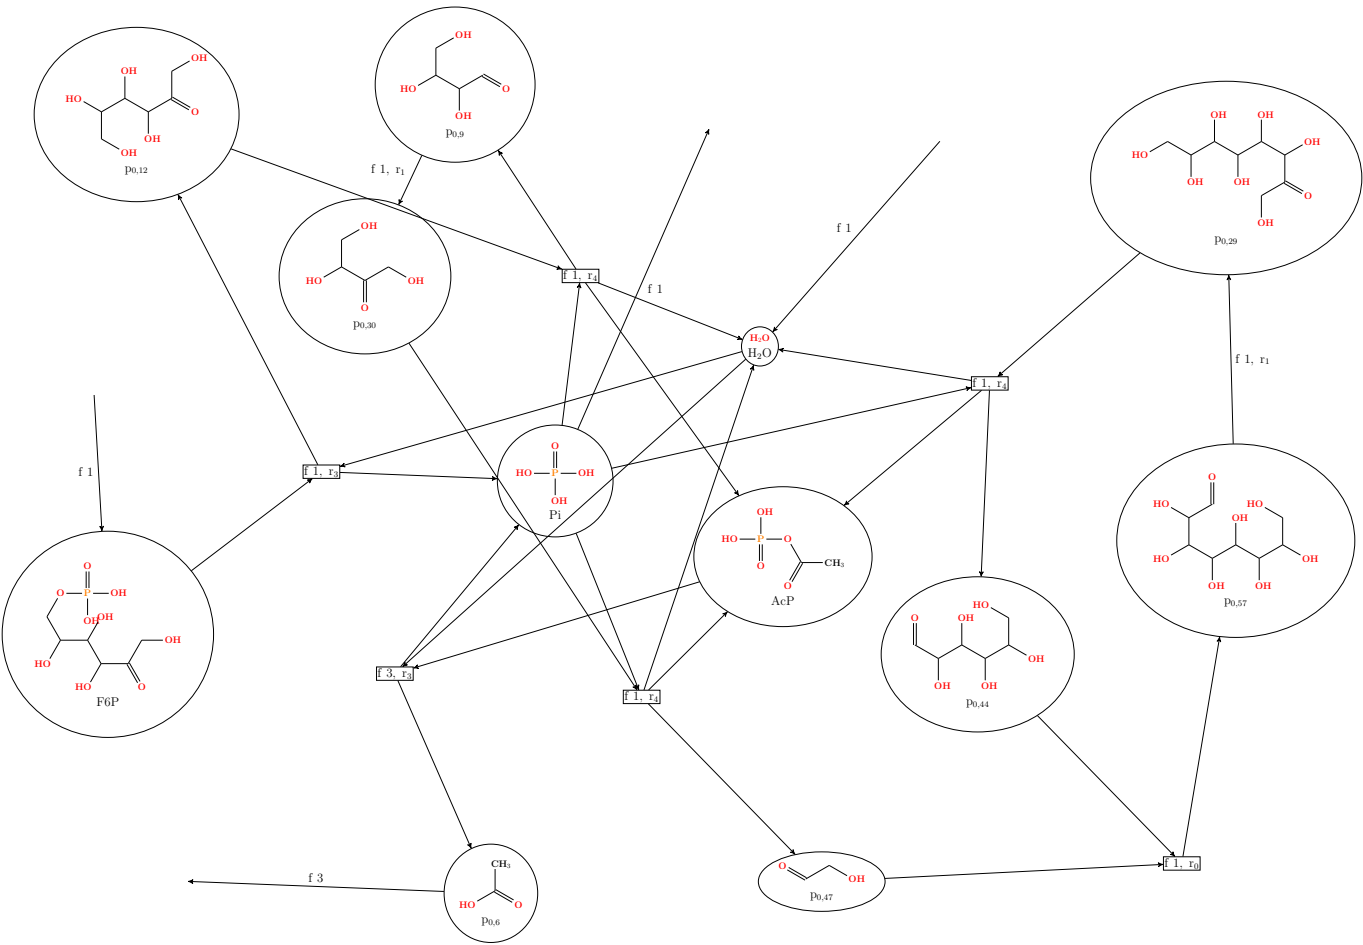 OH
OH
HO
OH
O
OH
p0,12
OH
HO
O
OH
p0,9
f 1, r1
OH
HO
OH
O
p0,30
f 1, r4
f 1
f 1
H2O
H2O
OH
OH
HO
OH
OH
OH
O
OH
p0,29
f 1, r4
f 1, r1
f 1
f 1, r3
O
HO
P
OH
OH
Pi
OH
HO
P
O
CH3
O
O
AcP
O
HO
HO
OH
HO
OH
OH
OH
p0,57
O
O
P
OH
OH
OH
OH
HO
HO
O
F6P
HO
O
OH
OH
OH
OH
p0,44
f 3, r3
f 1, r4
CH3
HO
O
p0,6
f 3
O
OH
p0,47
f 1, r0